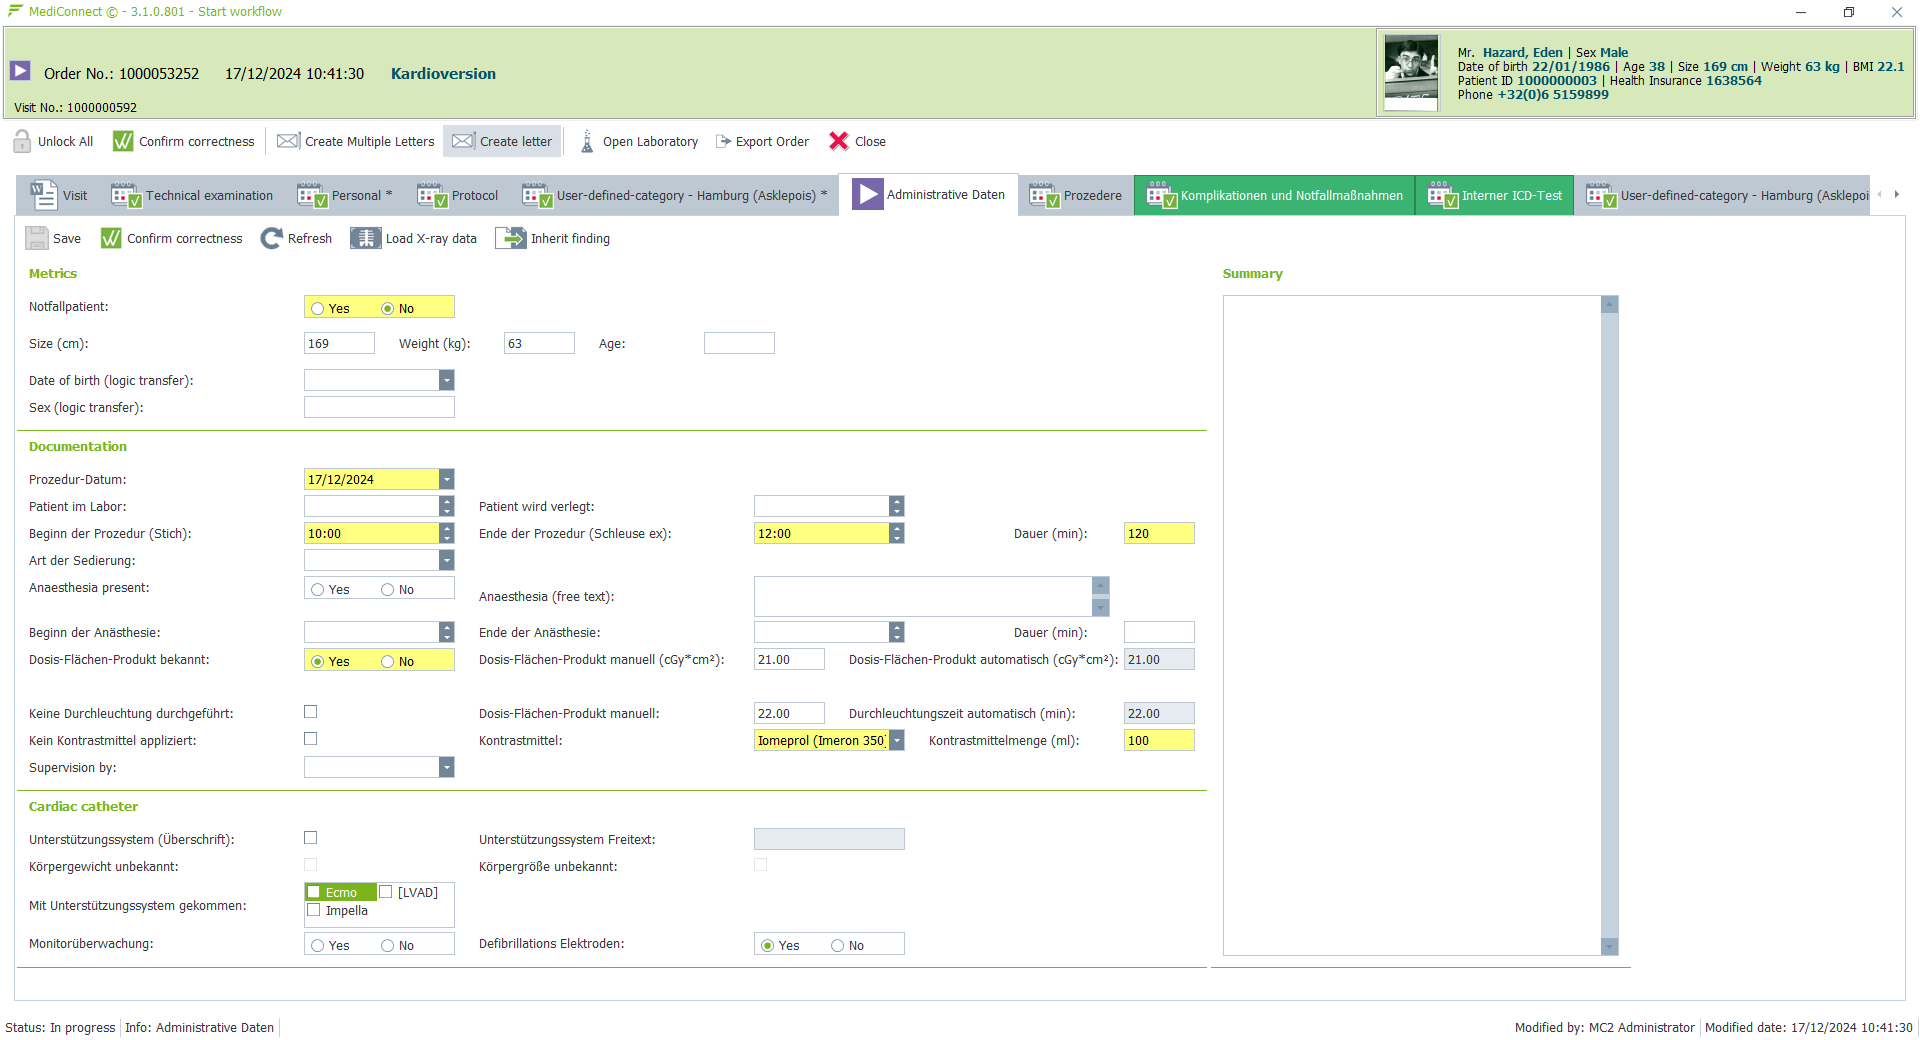 MediConnect © - 3.1.0.801 - Start workflow
Order No.: 1000053252 17/12/2024 10:41:30 Kardioversion
Visit No.: 1000000592
Mr. Hazard, Eden | Sex Male
Date of birth 22/01/1986 | Age 38 | Size 169 cm | Weight 63 kg | BMI 22.1
Patient ID 1000000003 | Health Insurance 1638564
Phone +32(0)6 5159899
Unlock All Confirm correctness Create Multiple Letters Create letter Open Laboratory Export Order Close
Visit Technical examination Personal * Protocol User-defined-category - Hamburg (Asklepois) * Administrative Daten Prozedere Komplikationen und Notfallmaßnahmen Interner ICD-Test User-defined-category - Hamburg (Asklepoi
Save Confirm correctness Refresh Load X-ray data Inherit finding
Metrics
Notfallpatient: Yes No
Size (cm): 169 Weight (kg): 63 Age:
Date of birth (logic transfer):
Sex (logic transfer):
Documentation
Prozedur-Datum: 17/12/2024
Patient im Labor: Patient wird verlegt:
Beginn der Prozedur (Stich): 10:00 Ende der Prozedur (Schleuse ex): 12:00 Dauer (min): 120
Art der Sedierung:
Anaesthesia present: Yes No Anaesthesia (free text):
Beginn der Anästhesie: Ende der Anästhesie: Dauer (min):
Dosis-Flächen-Produkt bekannt: Yes No Dosis-Flächen-Produkt manuell (cGy*cm²): 21.00 Dosis-Flächen-Produkt automatisch (cGy*cm²): 21.00
Keine Durchleuchtung durchgeführt: Dosis-Flächen-Produkt manuell: 22.00 Durchleuchtungszeit automatisch (min): 22.00
Kein Kontrastmittel appliziert: Kontrastmittel: Iomeprol (Imeron 350) Kontrastmittelmenge (ml): 100
Supervision by:
Cardiac catheter
Unterstützungssystem (Überschrift): Unterstützungssystem Freitext:
Körpergewicht unbekannt: Körpergröße unbekannt:
Mit Unterstützungssystem gekommen: Ecmo [LVAD]
Impella
Monitorüberwachung: Yes No Defibrillations Elektroden: Yes No
Summary
Status: In progress Info: Administrative Daten Modified by: MC2 Administrator Modified date: 17/12/2024 10:41:30